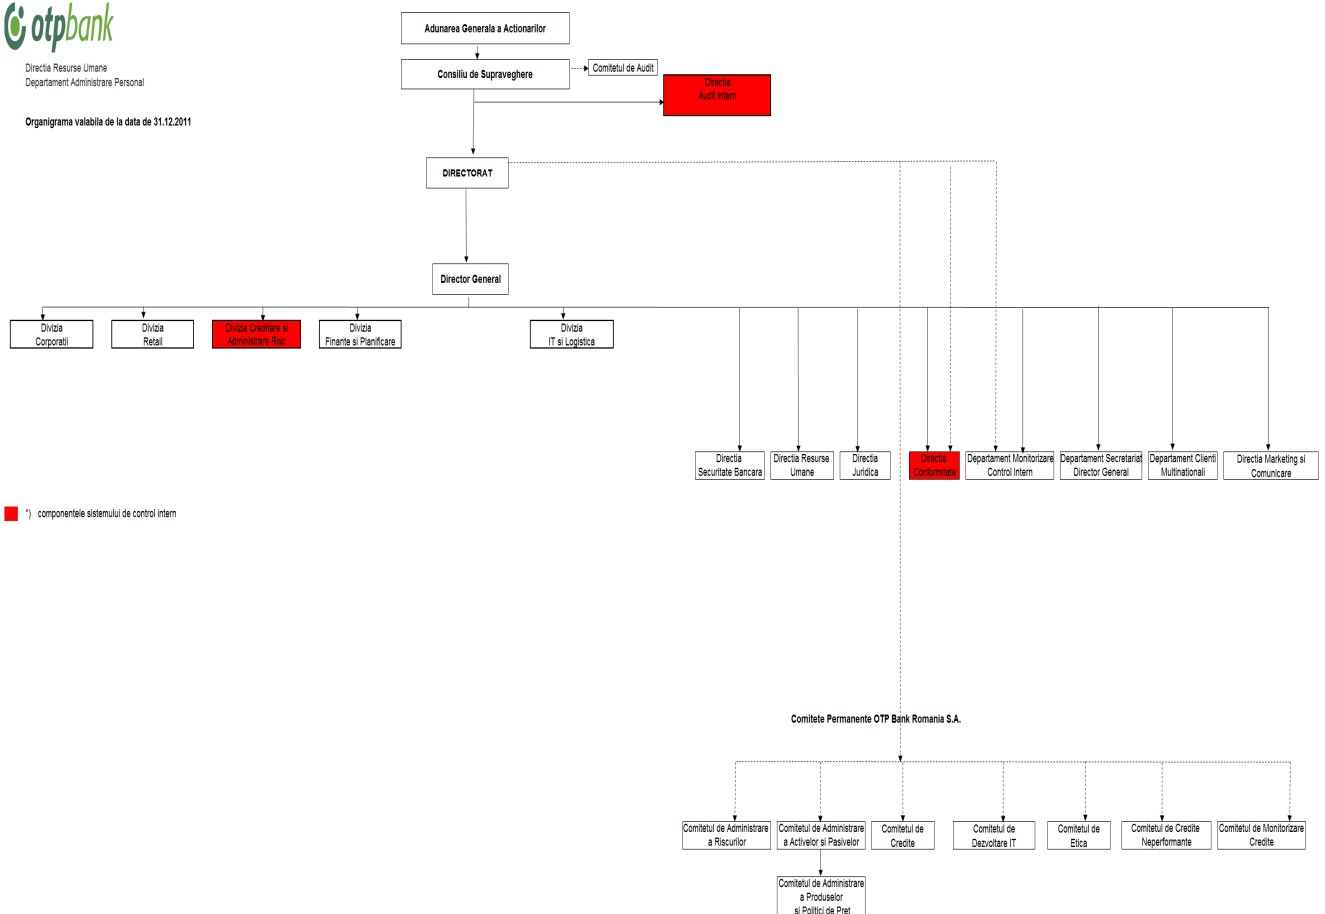 otpbank
Directia Resurse Umane
Departament Administrare Personal
Organigrama valabila de la data de 31.12.2011
Adunarea Generala a Actionarilor
Consiliu de Supraveghere
Comitetul de Audit
Directia
Audit Intern
DIRECTORAT
Director General
Divizia
Corporatii
Divizia
Retail
Divizia Creditare si
Administrare Risc
Divizia
Finante si Planificare
Divizia
IT si Logistica
Directia
Securitate Bancara
Directia Resurse
Umane
Directia
Juridica
Directia
Conformitate
Departament Monitorizare
Control Intern
Departament Secretariat
Director General
Departament Clienti
Multinationali
Directia Marketing si
Comunicare
*) componentele sistemului de control intern
Comitete Permanente OTP Bank Romania S.A.
Comitetul de Administrare
a Riscurilor
Comitetul de Administrare
a Activelor si Pasivelor
Comitetul de
Credite
Comitetul de
Dezvoltare IT
Comitetul de
Etica
Comitetul de Credite
Neperformante
Comitetul de Monitorizare
Credite
Comitetul de Administrare
a Produselor
si Politici de Pret